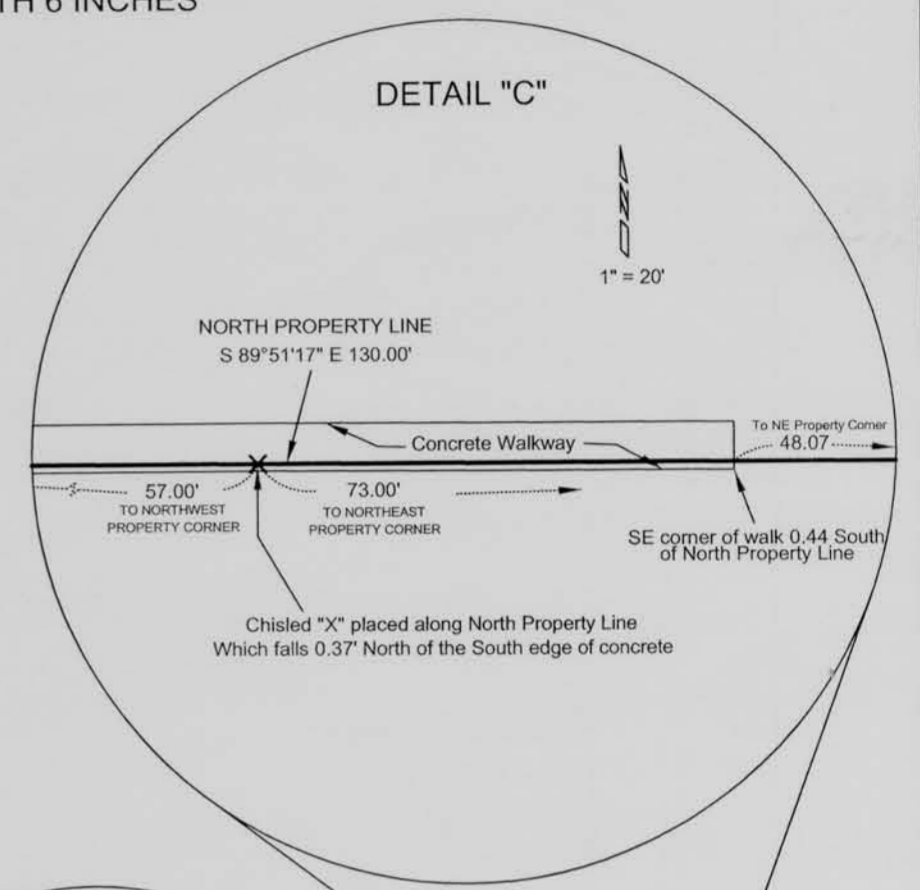 TH 6 INCHES
DETAIL "C"
N
1" = 20'
NORTH PROPERTY LINE
S 89°51'17" E 130.00'
To NE Property Corner
48.07
Concrete Walkway
57.00'
TO NORTHWEST
PROPERTY CORNER
73.00'
TO NORTHEAST
PROPERTY CORNER
SE corner of walk 0.44 South
of North Property Line
Chisled "X" placed along North Property Line
Which falls 0.37' North of the South edge of concrete